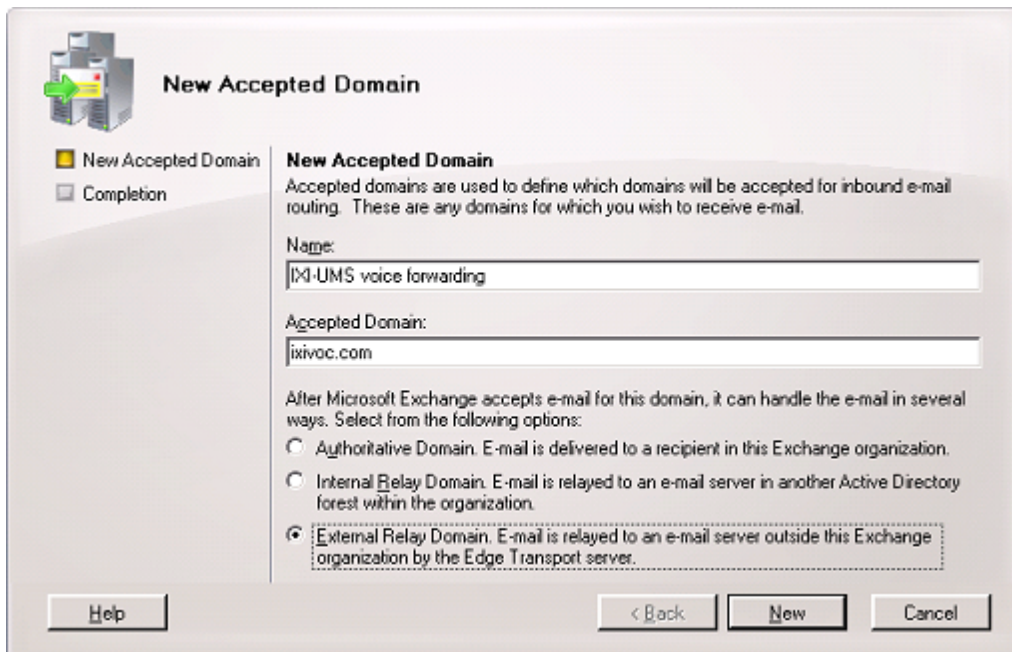 New Accepted Domain
New Accepted Domain
Completion
New Accepted Domain
Accepted domains are used to define which domains will be accepted for inbound e-mail
routing. These are any domains for which you wish to receive e-mail.
Name:
IXI-UMS voice forwarding
Accepted Domain:
ixivoc.com
After Microsoft Exchange accepts e-mail for this domain, it can handle the e-mail in several
ways. Select from the following options:
Authoritative Domain. E-mail is delivered to a recipient in this Exchange organization.
Internal Relay Domain. E-mail is relayed to an e-mail server in another Active Directory
forest within the organization.
External Relay Domain. E-mail is relayed to an e-mail server outside this Exchange
organization by the Edge Transport server.
Help
< Back
New
Cancel